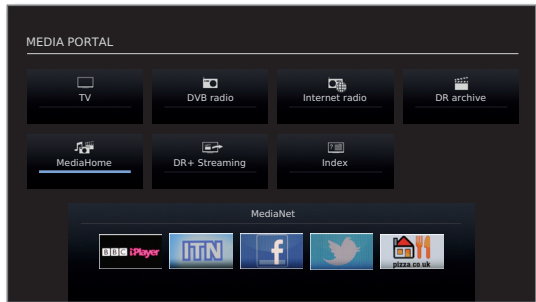 MEDIA PORTAL
TV
DVB radio
Internet radio
DR archive
MediaHome
DR+ Streaming
Index
MediaNet
BBC iPlayer
ITN
f
pizza.co.uk